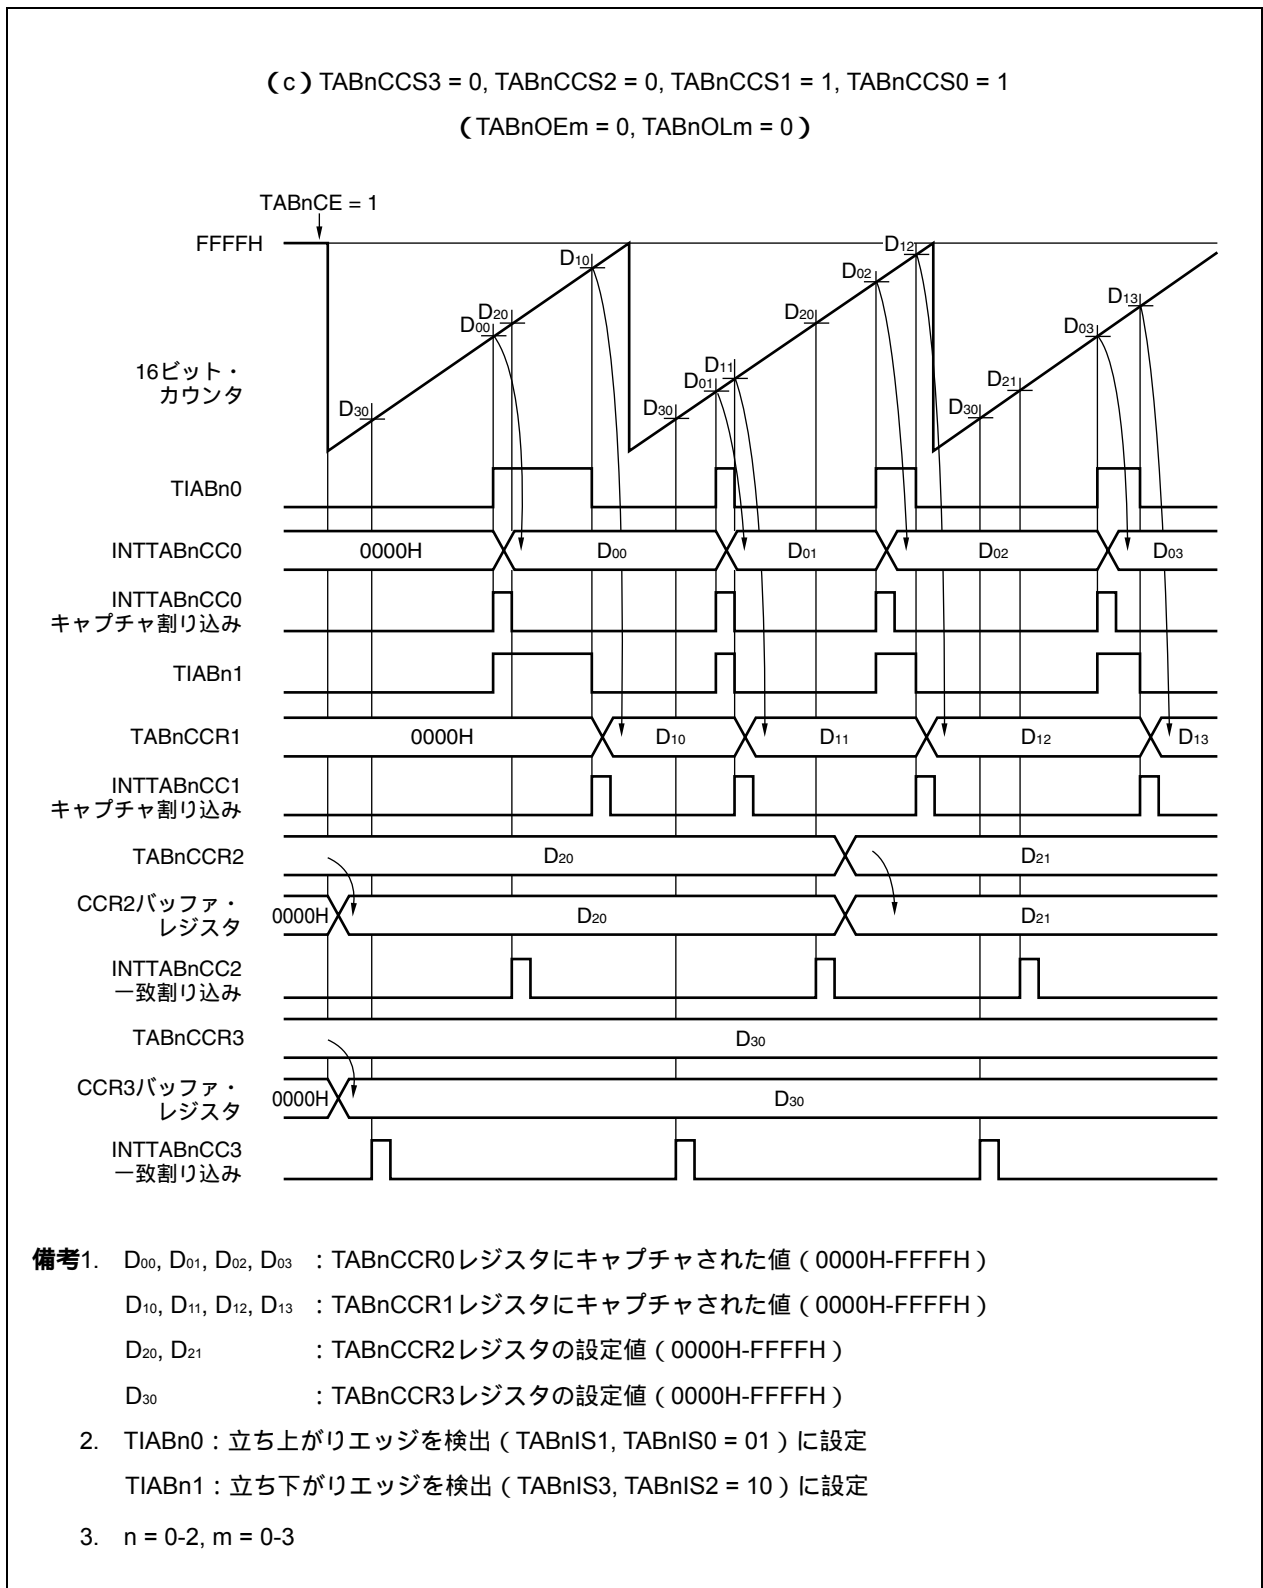 (c) TABnCCS3 = 0, TABnCCS2 = 0, TABnCCS1 = 1, TABnCCS0 = 1
(TABnOEm = 0, TABnOLm = 0)
TABnCE = 1
FFFFH
D12
D10
D02
D13
D20
D20
D00
D03
16ビット・
カウンタ
D11
D01
D21
D30
D30
D30
TIABn0
INTTABnCC0
0000H
D00
D01
D02
D03
INTTABnCC0
キャプチャ割り込み
TIABn1
TABnCCR1
0000H
D10
D11
D12
D13
INTTABnCC1
キャプチャ割り込み
TABnCCR2
D20
D21
CCR2バッファ・
レジスタ
0000H
D20
D21
INTTABnCC2
一致割り込み
TABnCCR3
D30
CCR3バッファ・
レジスタ
0000H
D30
INTTABnCC3
一致割り込み
備考1. D00, D01, D02, D03 : TABnCCR0レジスタにキャプチャされた値(0000H-FFFFH)
D10, D11, D12, D13 : TABnCCR1レジスタにキャプチャされた値(0000H-FFFFH)
D20, D21 : TABnCCR2レジスタの設定値(0000H-FFFFH)
D30 : TABnCCR3レジスタの設定値(0000H-FFFFH)
2. TIABn0:立ち上がりエッジを検出(TABnIS1, TABnIS0 = 01)に設定
TIABn1:立ち下がりエッジを検出(TABnIS3, TABnIS2 = 10)に設定
3. n = 0-2, m = 0-3